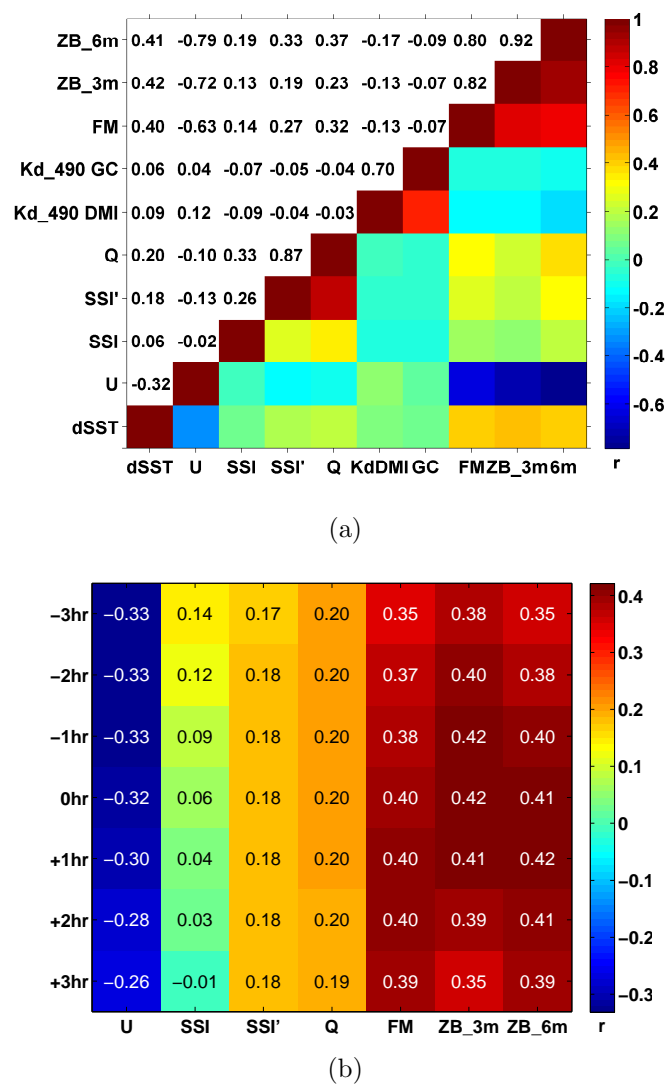 ZB_6m 0.41 -0.79 0.19 0.33 0.37 -0.17 -0.09 0.80 0.92
ZB_3m 0.42 -0.72 0.13 0.19 0.23 -0.13 -0.07 0.82
FM 0.40 -0.63 0.14 0.27 0.32 -0.13 -0.07
Kd_490 GC 0.06 0.04 -0.07 -0.05 -0.04 0.70
Kd_490 DMI 0.09 0.12 -0.09 -0.04 -0.03
Q 0.20 -0.10 0.33 0.87
SSI' 0.18 -0.13 0.26
SSI 0.06 -0.02
U -0.32
dSST
dSST U SSI SSI' Q KdDMI GC FM ZB_3m 6m
1
0.8
0.6
0.4
0.2
0
-0.2
-0.4
-0.6
r
(a)
−3hr −0.33 0.14 0.17 0.20 0.35 0.38 0.35
−2hr −0.33 0.12 0.18 0.20 0.37 0.40 0.38
−1hr −0.33 0.09 0.18 0.20 0.38 0.42 0.40
0hr −0.32 0.06 0.18 0.20 0.40 0.42 0.41
+1hr −0.30 0.04 0.18 0.20 0.40 0.41 0.42
+2hr −0.28 0.03 0.18 0.20 0.40 0.39 0.41
+3hr −0.26 −0.01 0.18 0.19 0.39 0.35 0.39
U SSI SSI’ Q FM ZB_3m ZB_6m
0.4
0.3
0.2
0.1
0
−0.1
−0.2
−0.3
r
(b)